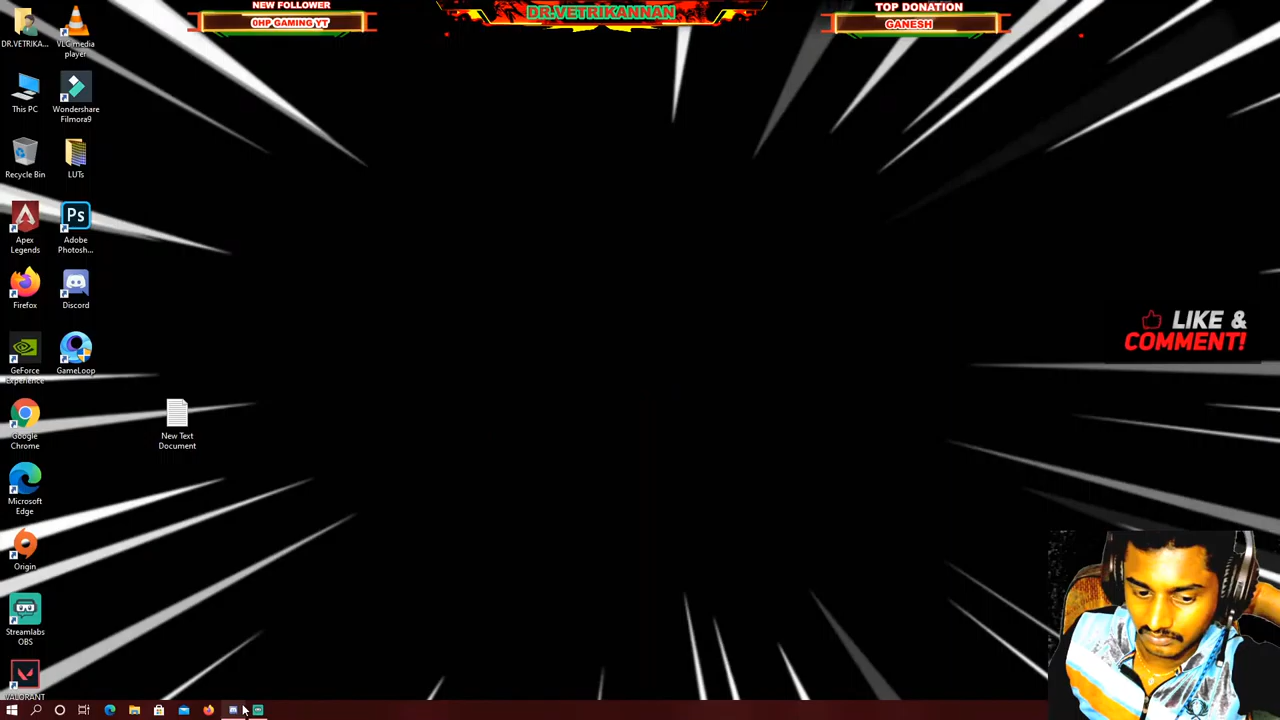 NEW FOLLOWER
0HP GAMING YT
DR.VETRIKANNAN
TOP DONATION
GANESH
DR.VETRIKA...
VLC media
player
This PC
Wondershare
Filmora9
Recycle Bin
LUTs
Apex
Legends
Ps
Adobe
Photosh...
Firefox
Discord
GeForce
Experience
GameLoop
Google
Chrome
New Text
Document
Microsoft
Edge
Origin
Streamlabs
OBS
VALORANT
LIKE &
COMMENT!